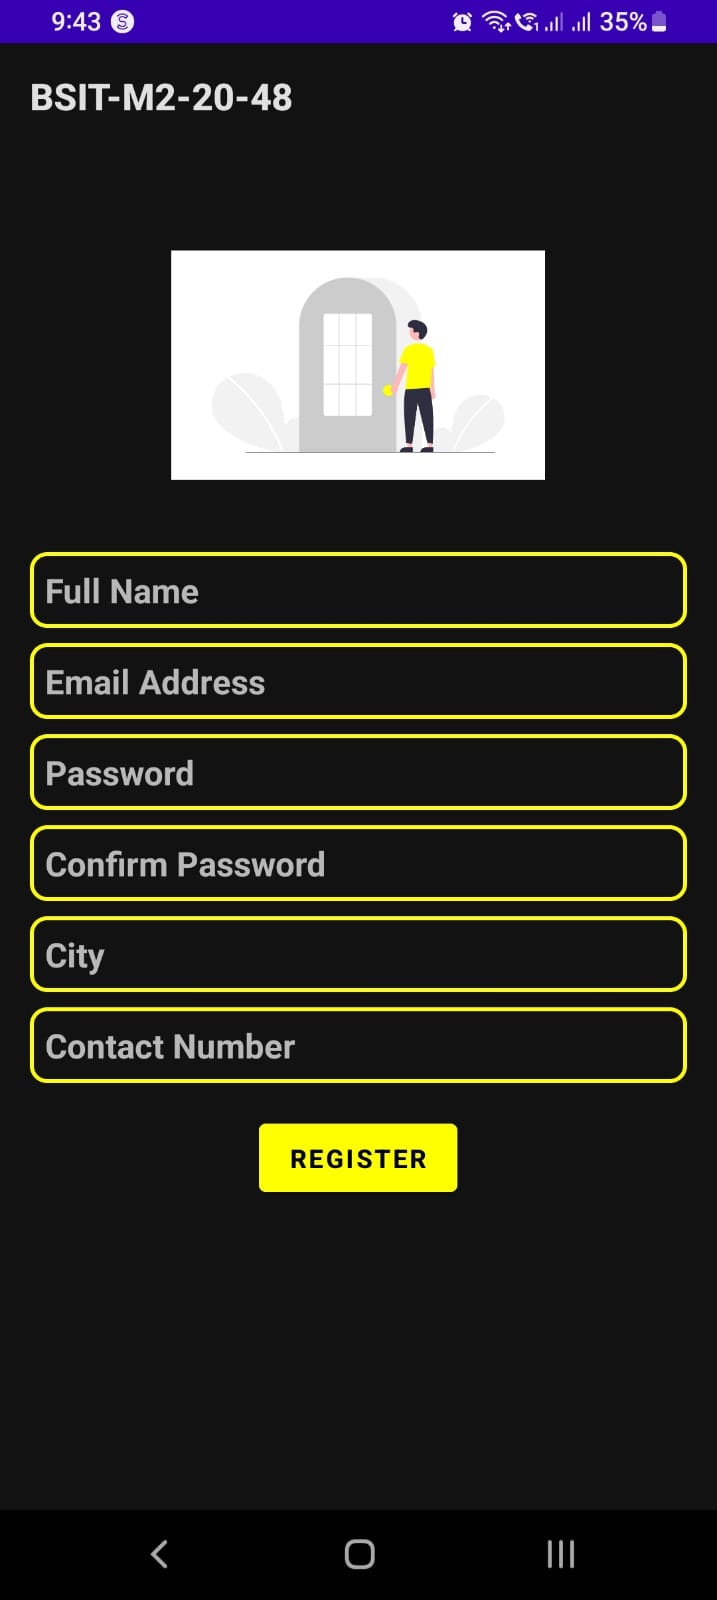 9:43
35%
BSIT-M2-20-48
Full Name
Email Address
Password
Confirm Password
City
Contact Number
REGISTER